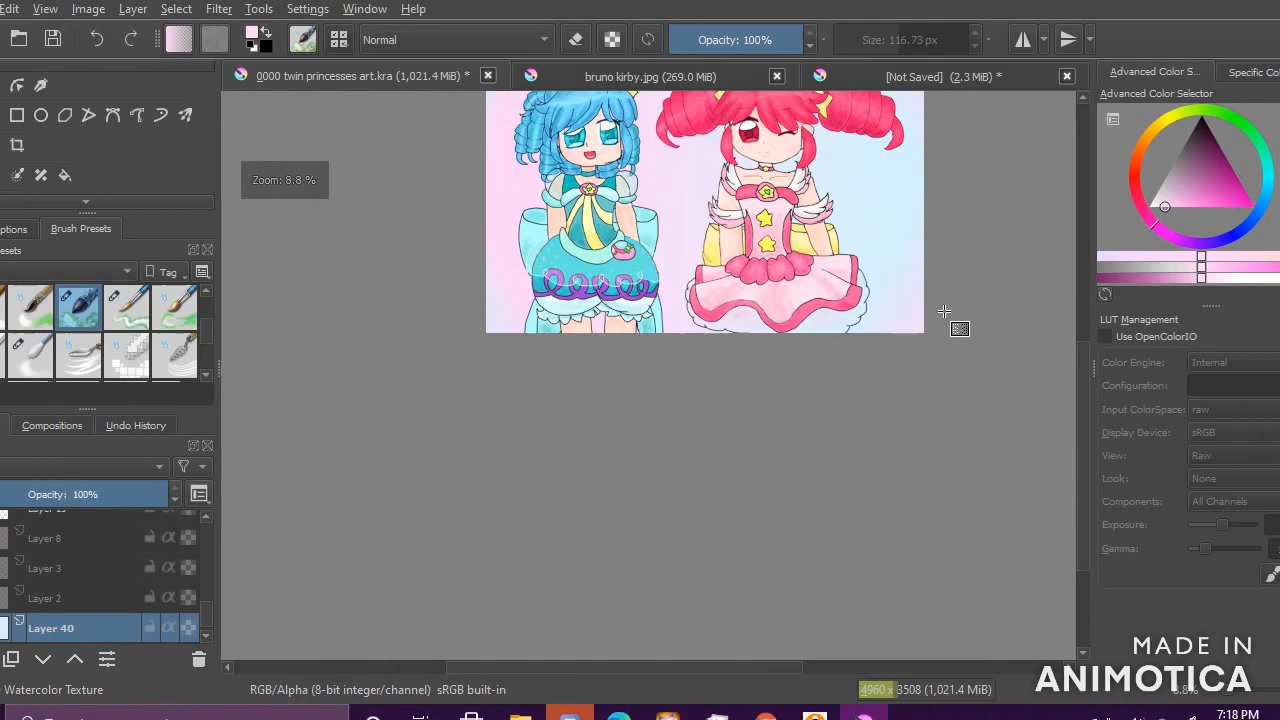 Edit View Image Layer Select Filter Tools Settings Window Help
Normal Opacity: 100% Size: 116.73 px
0000 twin princesses art.kra (1,021.4 MiB) * bruno kirby.jpg (269.0 MiB) [Not Saved] (2.3 MiB) * Advanced Color S... Specific Co
Advanced Color Selector
Zoom: 8.8 %
ptions Brush Presets
esets
Tag
LUT Management
Use OpenColorIO
Color Engine: Internal
Configuration:
Input ColorSpace: raw
Display Device: sRGB
View: Raw
Look: None
Components: All Channels
Exposure:
Gamma:
Compositions Undo History
Opacity: 100%
Layer 8
Layer 3
Layer 2
Layer 40
Watercolor Texture RGB/Alpha (8-bit integer/channel) sRGB built-in 4960 x 3508 (1,021.4 MiB) 8.8%
MADE IN
ANIMOTICA
7:18 PM